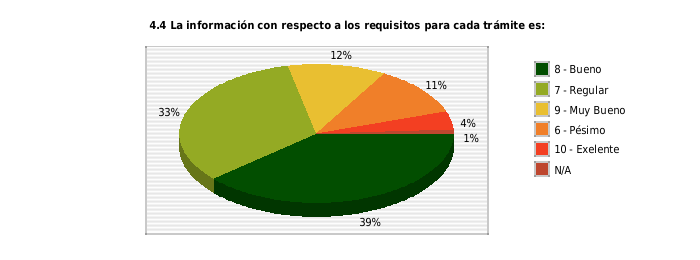 4.4 La información con respecto a los requisitos para cada trámite es:
12%
11%
33%
4%
1%
39%
8 - Bueno
7 - Regular
9 - Muy Bueno
6 - Pésimo
10 - Exelente
N/A